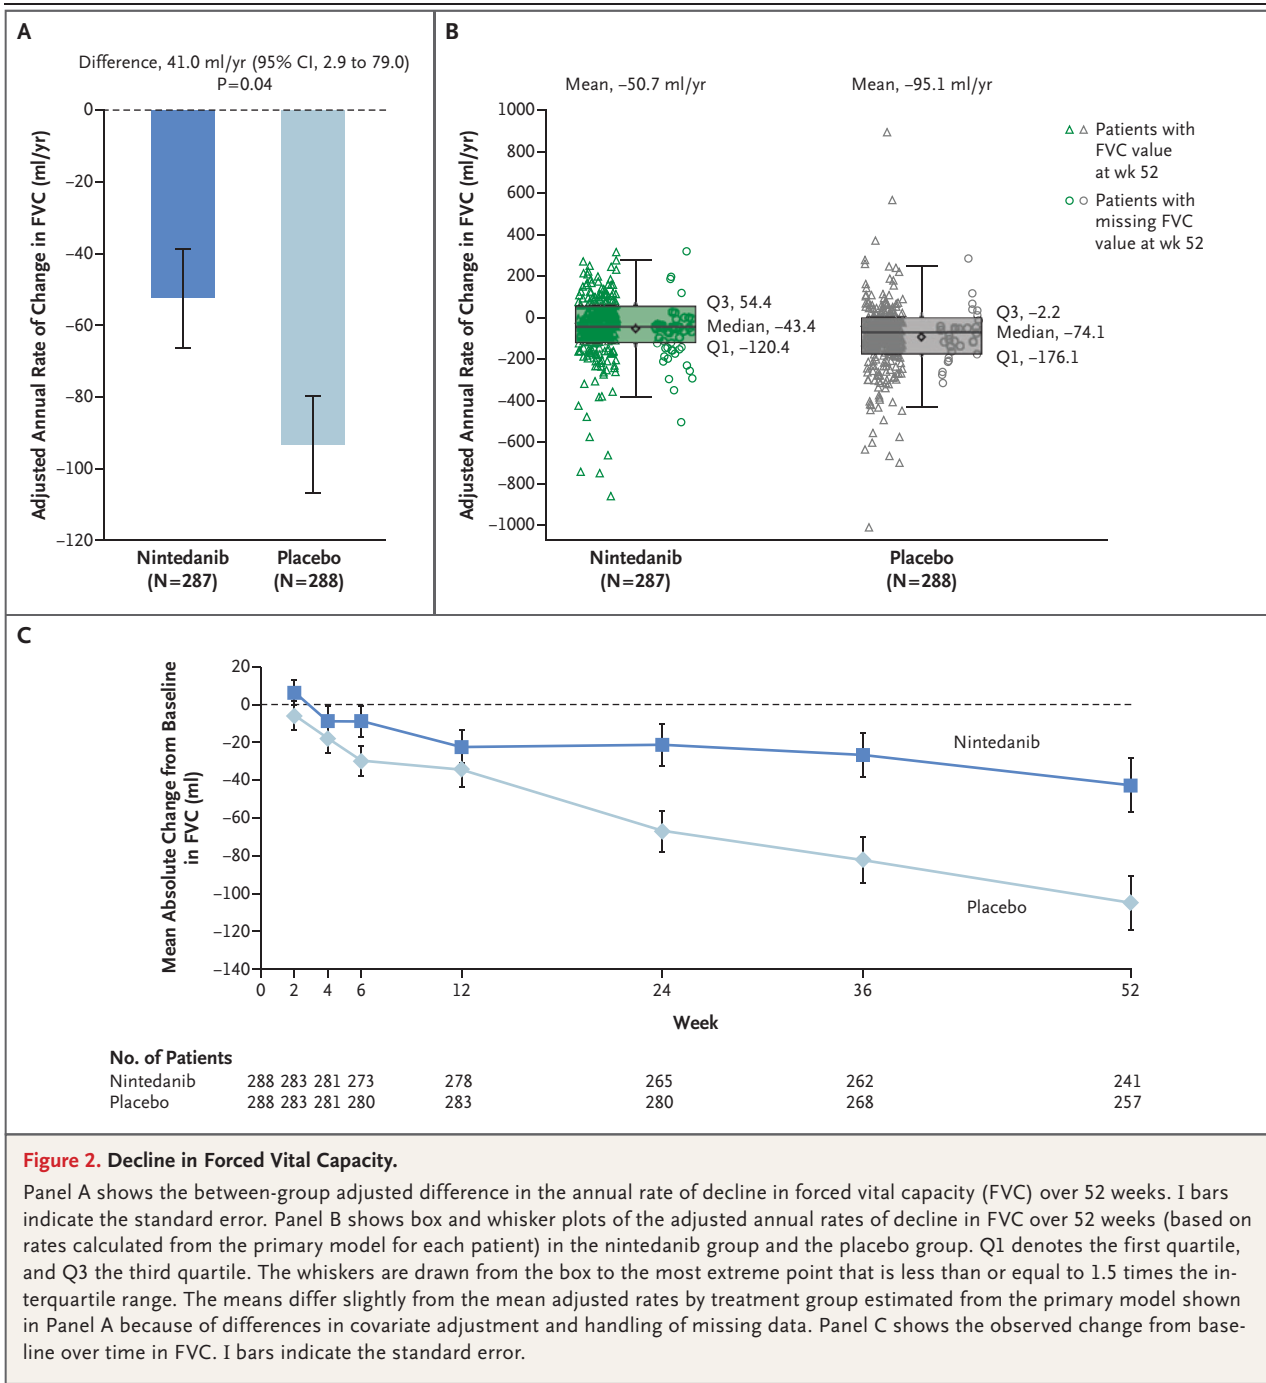 A
Difference, 41.0 ml/yr (95% CI, 2.9 to 79.0)
P=0.04
Adjusted Annual Rate of Change in FVC (ml/yr)
0
–20
–40
–60
–80
–100
–120
Nintedanib
(N=287)
Placebo
(N=288)
B
Mean, –50.7 ml/yr
Mean, –95.1 ml/yr
Adjusted Annual Rate of Change in FVC (ml/yr)
1000
800
600
400
200
0
–200
–400
–600
–800
–1000
Patients with
FVC value
at wk 52
Patients with
missing FVC
value at wk 52
Q3, 54.4
Median, –43.4
Q1, –120.4
Q3, –2.2
Median, –74.1
Q1, –176.1
Nintedanib
(N=287)
Placebo
(N=288)
C
Mean Absolute Change from Baseline
in FVC (ml)
20
0
–20
–40
–60
–80
–100
–120
–140
Nintedanib
Placebo
0 2 4 6 12 24 36 52
Week
No. of Patients
Nintedanib 288 283 281 273 278 265 262 241
Placebo 288 283 281 280 283 280 268 257
Figure 2. Decline in Forced Vital Capacity.
Panel A shows the between-group adjusted difference in the annual rate of decline in forced vital capacity (FVC) over 52 weeks. I bars
indicate the standard error. Panel B shows box and whisker plots of the adjusted annual rates of decline in FVC over 52 weeks (based on
rates calculated from the primary model for each patient) in the nintedanib group and the placebo group. Q1 denotes the first quartile,
and Q3 the third quartile. The whiskers are drawn from the box to the most extreme point that is less than or equal to 1.5 times the in-
terquartile range. The means differ slightly from the mean adjusted rates by treatment group estimated from the primary model shown
in Panel A because of differences in covariate adjustment and handling of missing data. Panel C shows the observed change from base-
line over time in FVC. I bars indicate the standard error.